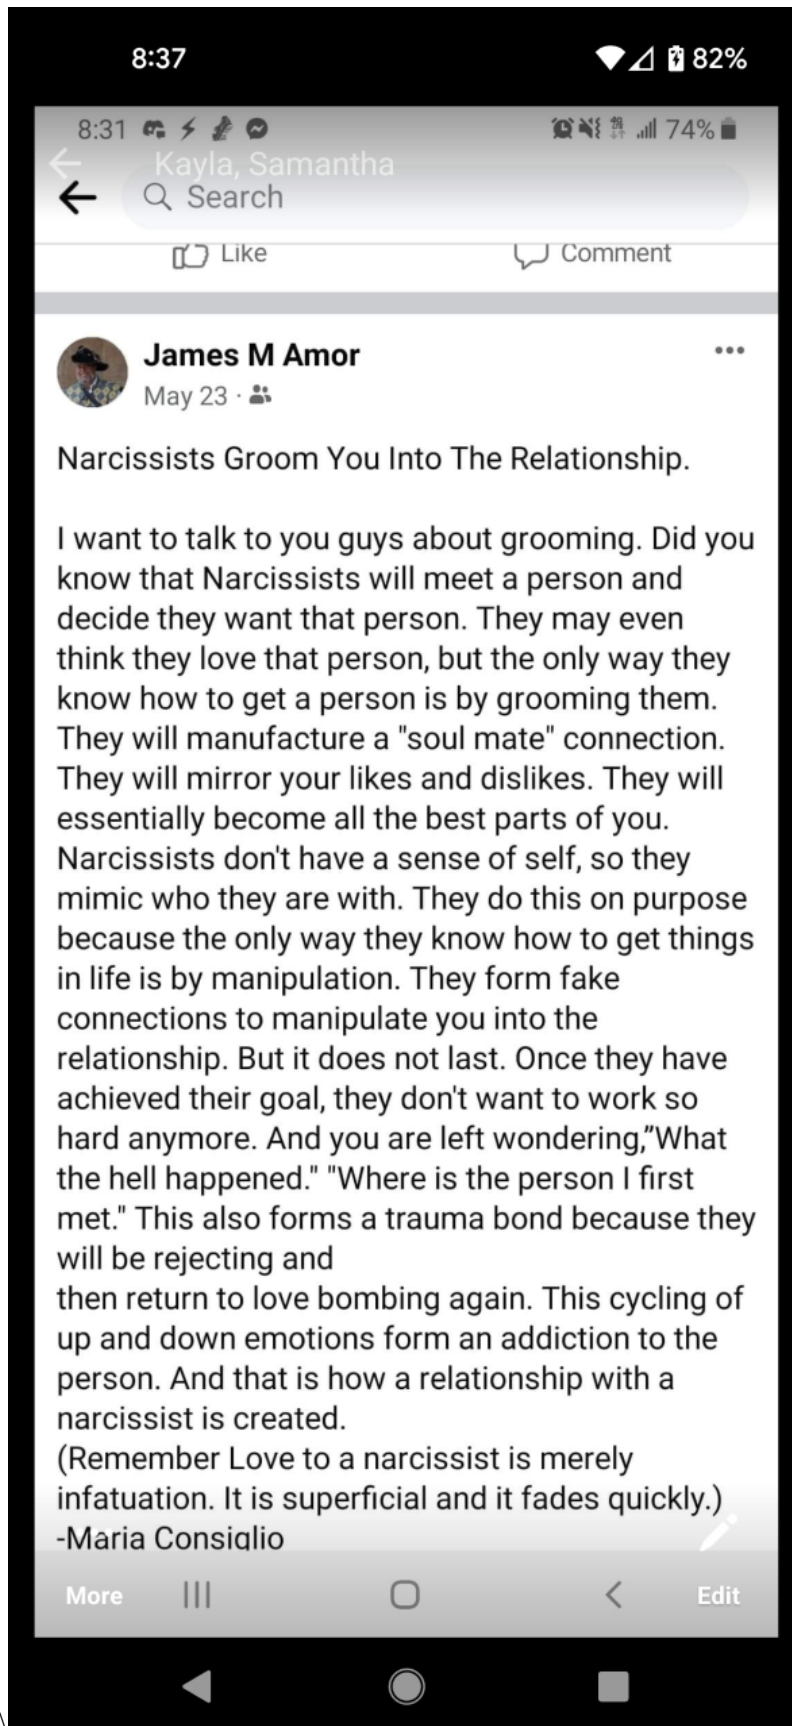 8:37 82%
8:31 74%
Kayla, Samantha
Search
Like Comment
James M Amor
May 23 ·
Narcissists Groom You Into The Relationship.
I want to talk to you guys about grooming. Did you
know that Narcissists will meet a person and
decide they want that person. They may even
think they love that person, but the only way they
know how to get a person is by grooming them.
They will manufacture a "soul mate" connection.
They will mirror your likes and dislikes. They will
essentially become all the best parts of you.
Narcissists don't have a sense of self, so they
mimic who they are with. They do this on purpose
because the only way they know how to get things
in life is by manipulation. They form fake
connections to manipulate you into the
relationship. But it does not last. Once they have
achieved their goal, they don't want to work so
hard anymore. And you are left wondering,”What
the hell happened." "Where is the person I first
met." This also forms a trauma bond because they
will be rejecting and
then return to love bombing again. This cycling of
up and down emotions form an addiction to the
person. And that is how a relationship with a
narcissist is created.
(Remember Love to a narcissist is merely
infatuation. It is superficial and it fades quickly.)
-Maria Consiglio
More Edit
\